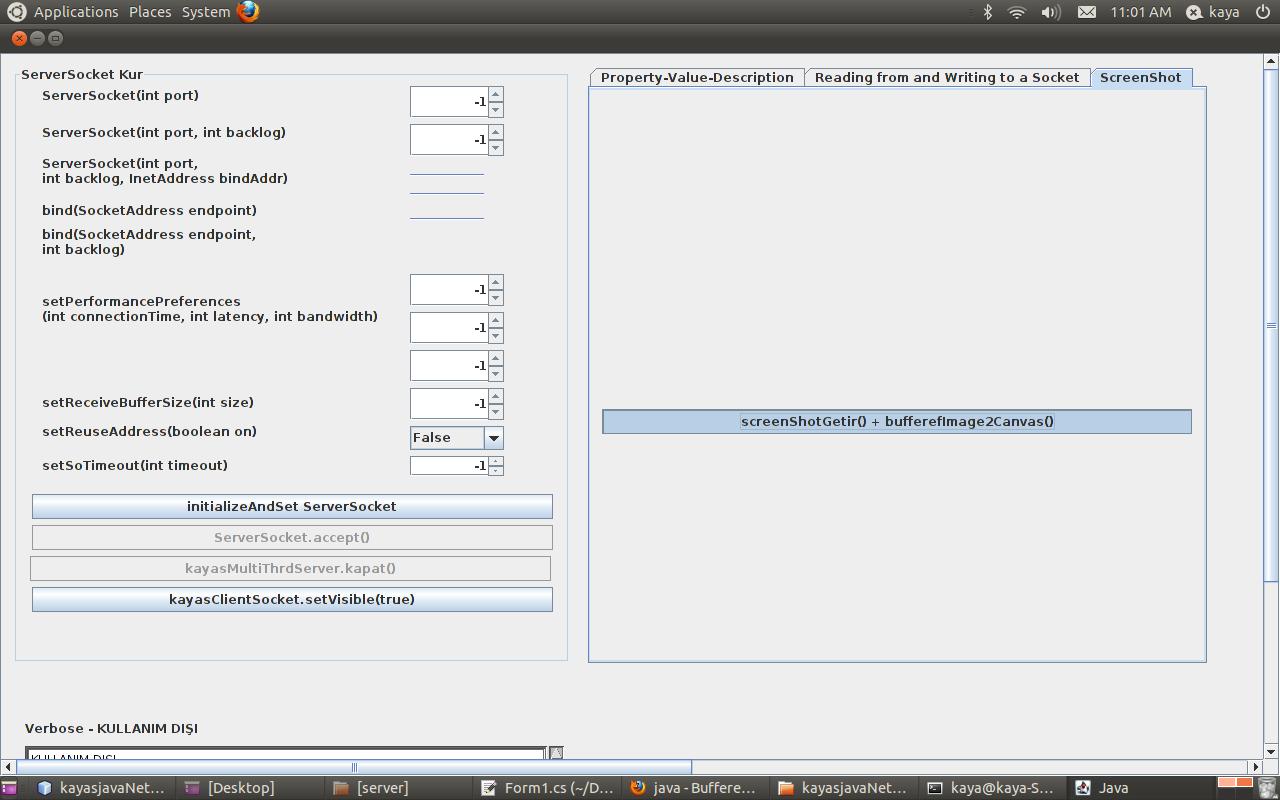 Applications Places System 11:01 AM kaya
ServerSocket Kur
ServerSocket(int port)
-1
ServerSocket(int port, int backlog)
-1
ServerSocket(int port,
int backlog, InetAddress bindAddr)
bind(SocketAddress endpoint)
bind(SocketAddress endpoint,
int backlog)
setPerformancePreferences
(int connectionTime, int latency, int bandwidth)
-1
-1
-1
setReceiveBufferSize(int size)
-1
setReuseAddress(boolean on)
False
setSoTimeout(int timeout)
-1
initializeAndSet ServerSocket
ServerSocket.accept()
kayasMultiThrdServer.kapat()
kayasClientSocket.setVisible(true)
Property-Value-Description
Reading from and Writing to a Socket
ScreenShot
screenShotGetir() + bufferefImage2Canvas()
Verbose - KULLANIM DIŞI
KULLANIM DISI
kayasjavaNet...
[Desktop]
[server]
Form1.cs (~/D...
java - Buffere...
kayasjavaNet...
kaya@kaya-S...
Java